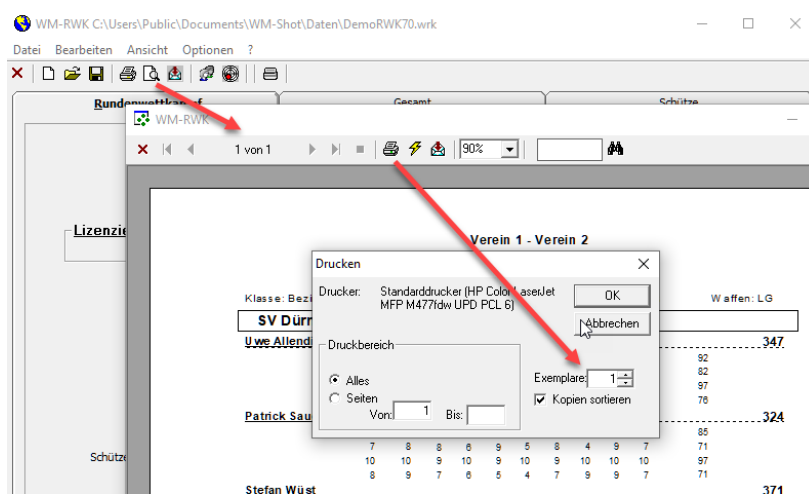 WM-RWK C:\Users\Public\Documents\WM-Shot\Daten\DemoRWK70.wrk
Datei Bearbeiten Ansicht Optionen ?
Gesamt
Schütze
WM-RWK
1 von 1
90%
Verein 1 - Verein 2
Drucken
Drucker: Standarddrucker (HP Color LaserJet
MFP M477fdw UPD PCL 6)
OK
Abbrechen
Druckbereich
Alles
Seiten
Von: 1 Bis:
Exemplare: 1
Kopien sortieren
Waffen: LG
347
92
82
97
76
324
85
7 8 8 6 9 5 8 4 9 7 71
10 10 9 10 9 10 9 10 10 10 97
8 9 7 6 5 4 7 9 9 7 71
Stefan Wüst 371